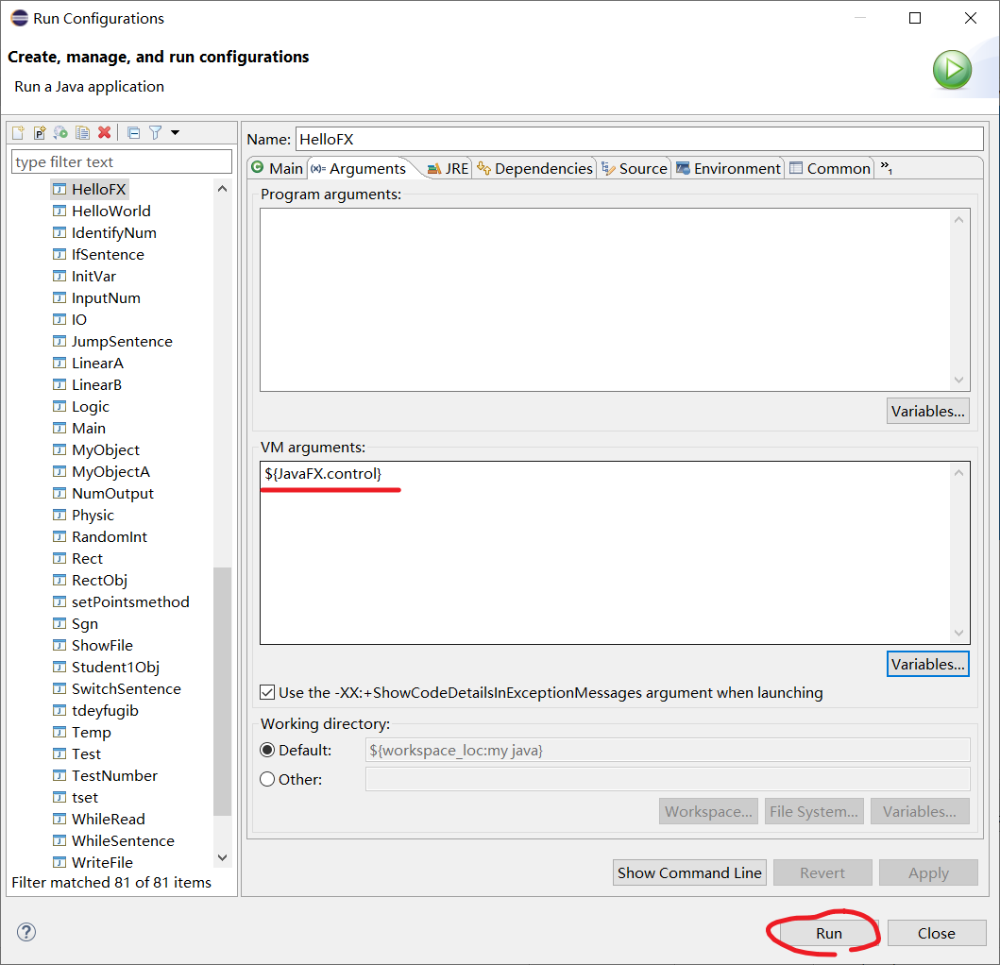 Run Configurations
Create, manage, and run configurations
Run a Java application
type filter text
HelloFX
HelloWorld
IdentifyNum
IfSentence
InitVar
InputNum
IO
JumpSentence
LinearA
LinearB
Logic
Main
MyObject
MyObjectA
NumOutput
Physic
RandomInt
Rect
RectObj
setPointsmethod
Sgn
ShowFile
Student1Obj
SwitchSentence
tdeyfugib
Temp
Test
TestNumber
tset
WhileRead
WhileSentence
WriteFile
Filter matched 81 of 81 items
Name: HelloFX
Main (x)= Arguments JRE Dependencies Source Environment Common »1
Program arguments:
Variables...
VM arguments:
${JavaFX.control}
Variables...
Use the -XX:+ShowCodeDetailsInExceptionMessages argument when launching
Working directory:
Default: ${workspace_loc:my java}
Other:
Workspace... File System... Variables...
Show Command Line Revert Apply
Run Close